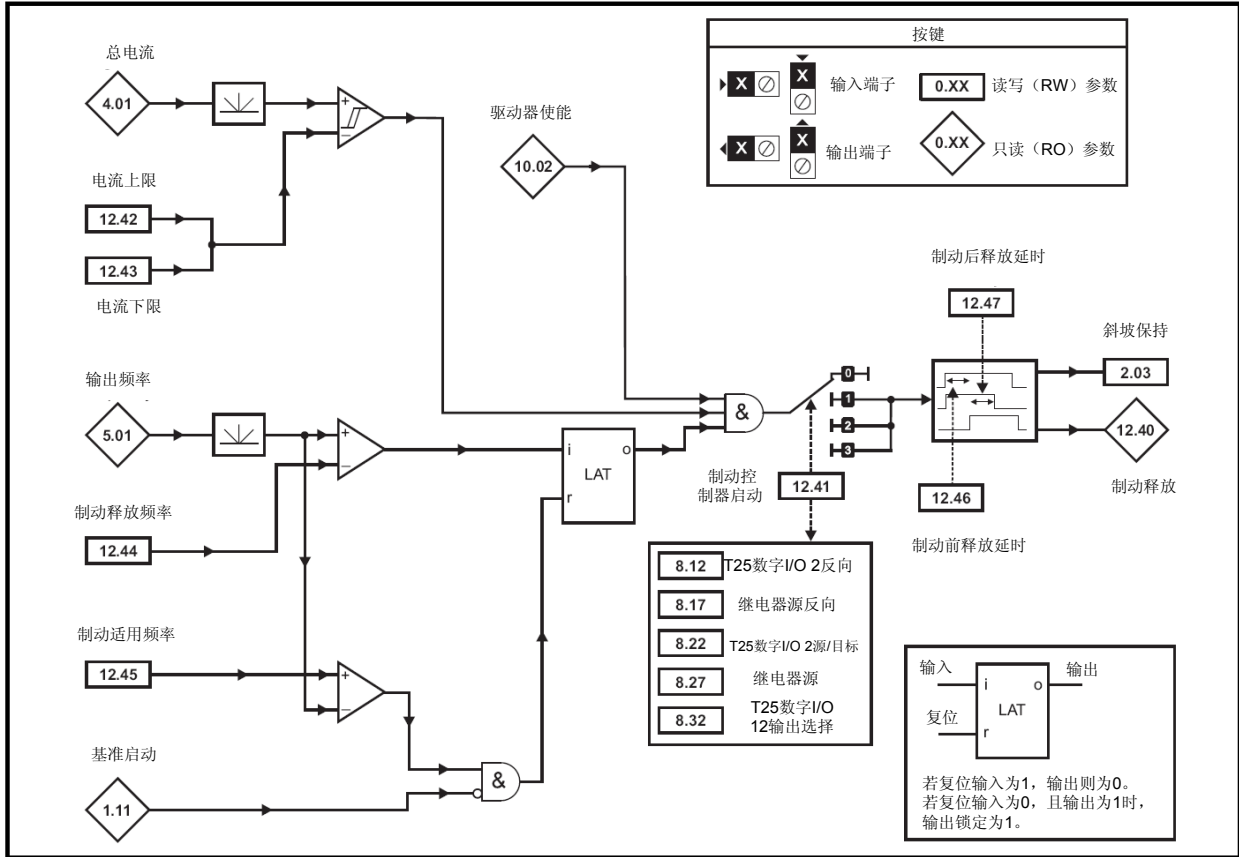 总电流
4.01
+
−
电流上限
12.42
12.43
电流下限
输出频率
5.01
+
−
制动释放频率
12.44
制动适用频率
12.45
+
−
基准启动
1.11
&
LAT
i
o
r
驱动器使能
10.02
&
0
1
2
3
制动控
制器启动
12.41
8.12 T25数字I/O 2反向
8.17 继电器源反向
8.22 T25数字I/O 2源/目标
8.27 继电器源
8.32 T25数字I/O
12输出选择
按键
X X 输入端子 0.XX 读写（RW）参数
X X 输出端子 0.XX 只读（RO）参数
制动后释放延时
12.47
斜坡保持
2.03
12.40
制动释放
12.46
制动前释放延时
输入 i o 输出
LAT
复位 r
若复位输入为1，输出则为0。
若复位输入为0，且输出为1时，
输出锁定为1。